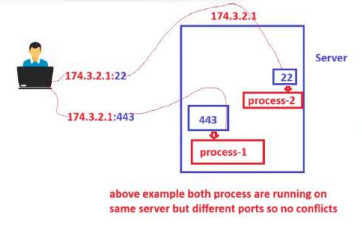 174.3.2.1
Server
174.3.2.1:22
22
process-2
174.3.2.1:443
443
process-1
above example both process are running on
same server but different ports so no conflicts